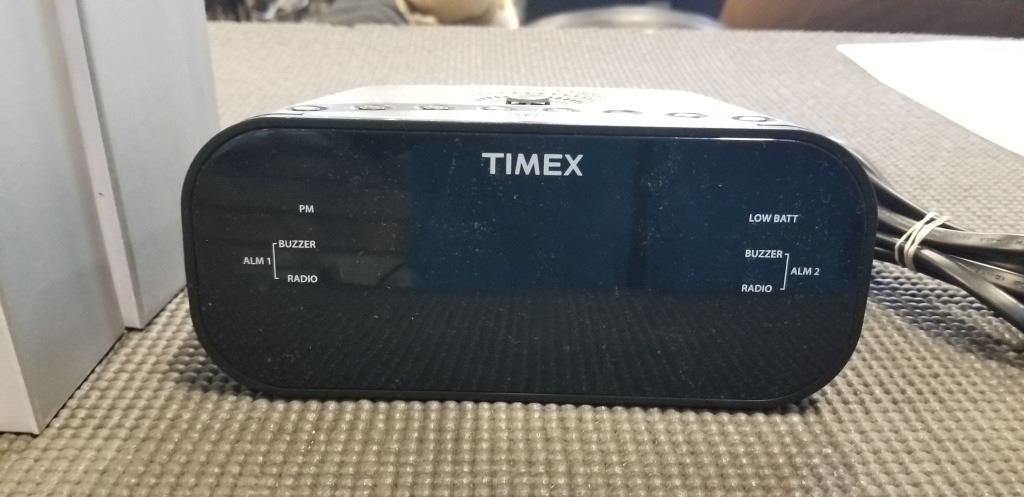 TIMEX
PM
LOW BATT
BUZZER
ALM 1
RADIO
BUZZER
ALM 2
RADIO